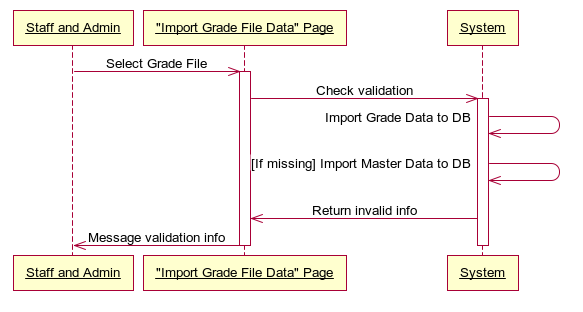 Staff and Admin
"Import Grade File Data" Page
System
Select Grade File
Check validation
Import Grade Data to DB
[If missing] Import Master Data to DB
Return invalid info
Message validation info
Staff and Admin
"Import Grade File Data" Page
System